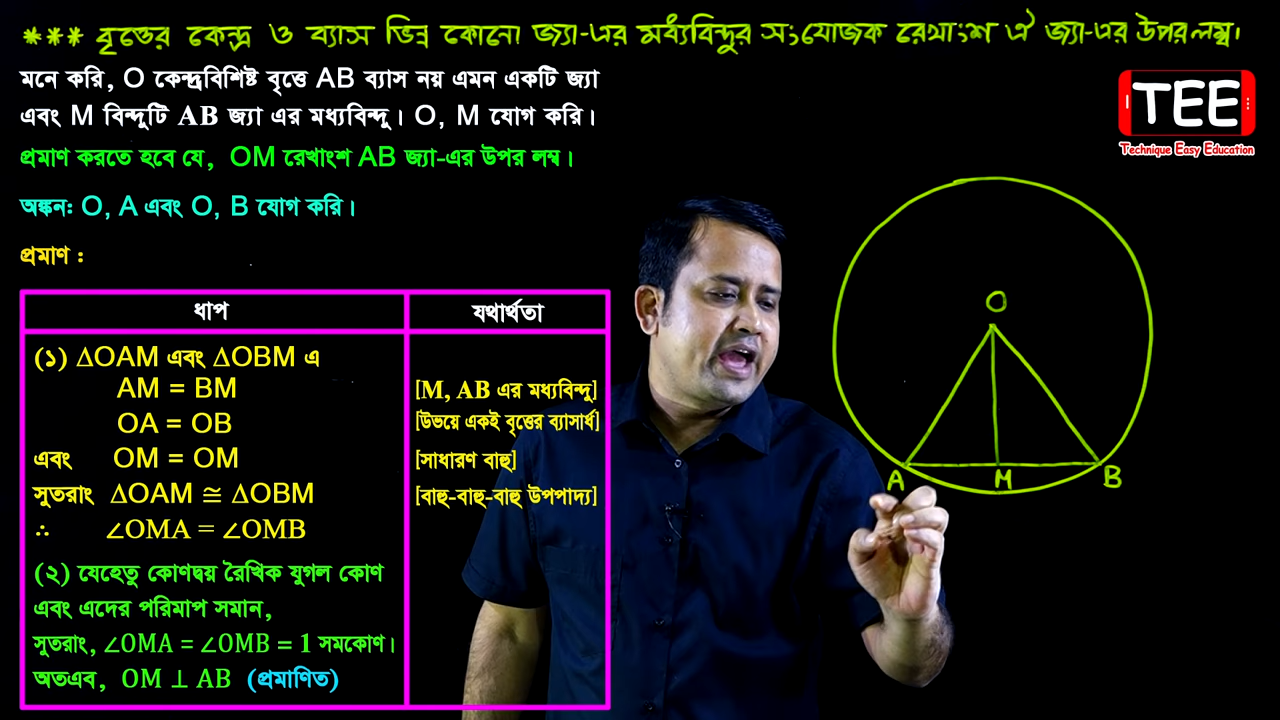 *** বৃত্তের কেন্দ্র ও ব্যাস ভিন্ন কোনো জ্যা-এর মধ্যবিন্দুর সংযোজক রেখাংশ ঐ জ্যা-এর উপর লম্ব।
মনে করি, O কেন্দ্রবিশিষ্ট বৃত্তে AB ব্যাস নয় এমন একটি জ্যা
এবং M বিন্দুটি AB জ্যা এর মধ্যবিন্দু। O, M যোগ করি।
প্রমাণ করতে হবে যে, OM রেখাংশ AB জ্যা-এর উপর লম্ব।
অঙ্কন: O, A এবং O, B যোগ করি।
প্রমাণ :
ধাপ যথার্থতা
(১) ΔOAM এবং ΔOBM এ
AM = BM [M, AB এর মধ্যবিন্দু]
OA = OB [উভয়ে একই বৃত্তের ব্যাসার্ধ]
এবং OM = OM [সাধারণ বাহু]
সুতরাং ΔOAM ≅ ΔOBM [বাহু-বাহু-বাহু উপপাদ্য]
∴ ∠OMA = ∠OMB
(২) যেহেতু কোণদ্বয় রৈখিক যুগল কোণ
এবং এদের পরিমাপ সমান,
সুতরাং, ∠OMA = ∠OMB = 1 সমকোণ।
অতএব, OM ⊥ AB (প্রমাণিত)
TEE
Technique Easy Education
O
A M B